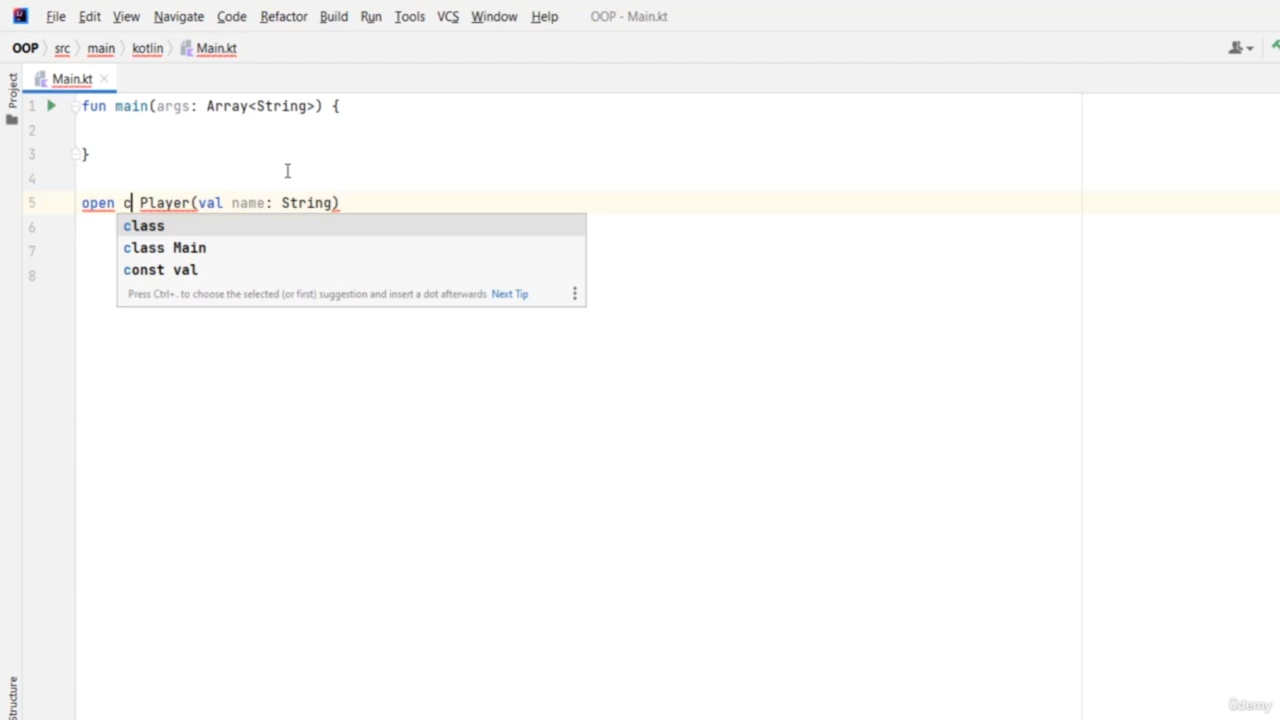 File Edit View Navigate Code Refactor Build Run Tools VCS Window Help OOP - Main.kt
OOP src main kotlin Main.kt
Project
Main.kt
1 fun main(args: Array<String>) {
2
3 }
4
5 open c Player(val name: String)
6
7
8
class
class Main
const val
Press Ctrl+. to choose the selected (or first) suggestion and insert a dot afterwards Next Tip
Structure
ûdemy